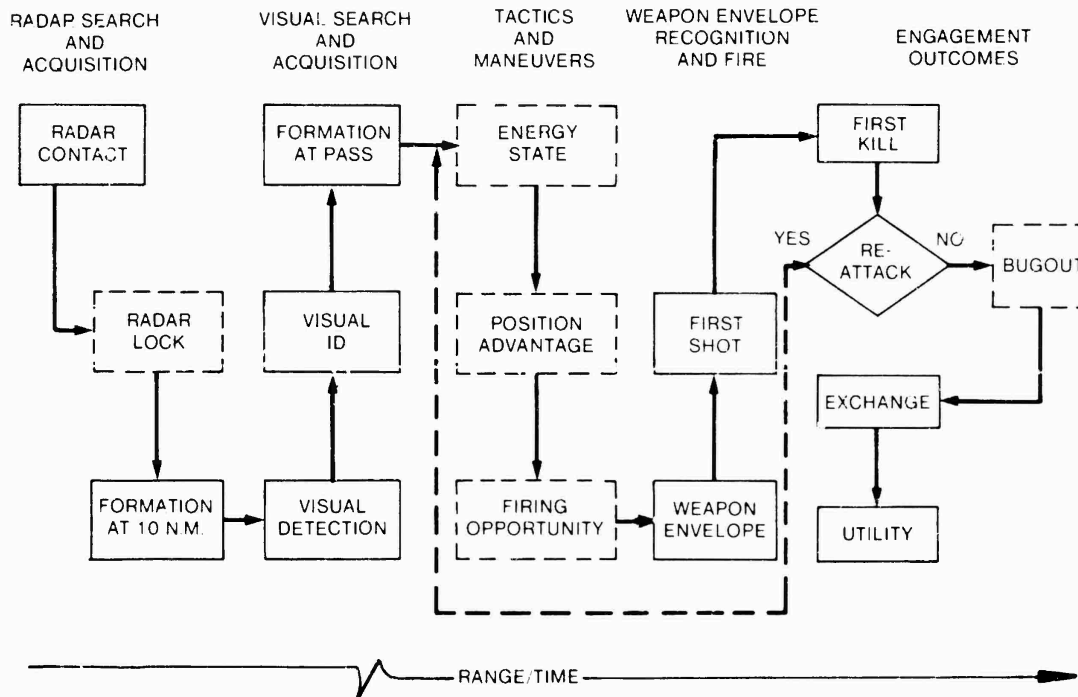 RADAP SEARCH
AND
ACQUISITION
VISUAL SEARCH
AND
ACQUISITION
TACTICS
AND
MANEUVERS
WEAPON ENVELOPE
RECOGNITION
AND FIRE
ENGAGEMENT
OUTCOMES
RADAR
CONTACT
RADAR
LOCK
FORMATION
AT 10 N.M.
VISUAL
DETECTION
VISUAL
ID
FORMATION
AT PASS
ENERGY
STATE
POSITION
ADVANTAGE
FIRING
OPPORTUNITY
WEAPON
ENVELOPE
FIRST
SHOT
FIRST
KILL
RE-
ATTACK
YES
NO
BUGOUT
EXCHANGE
UTILITY
RANGE/TIME